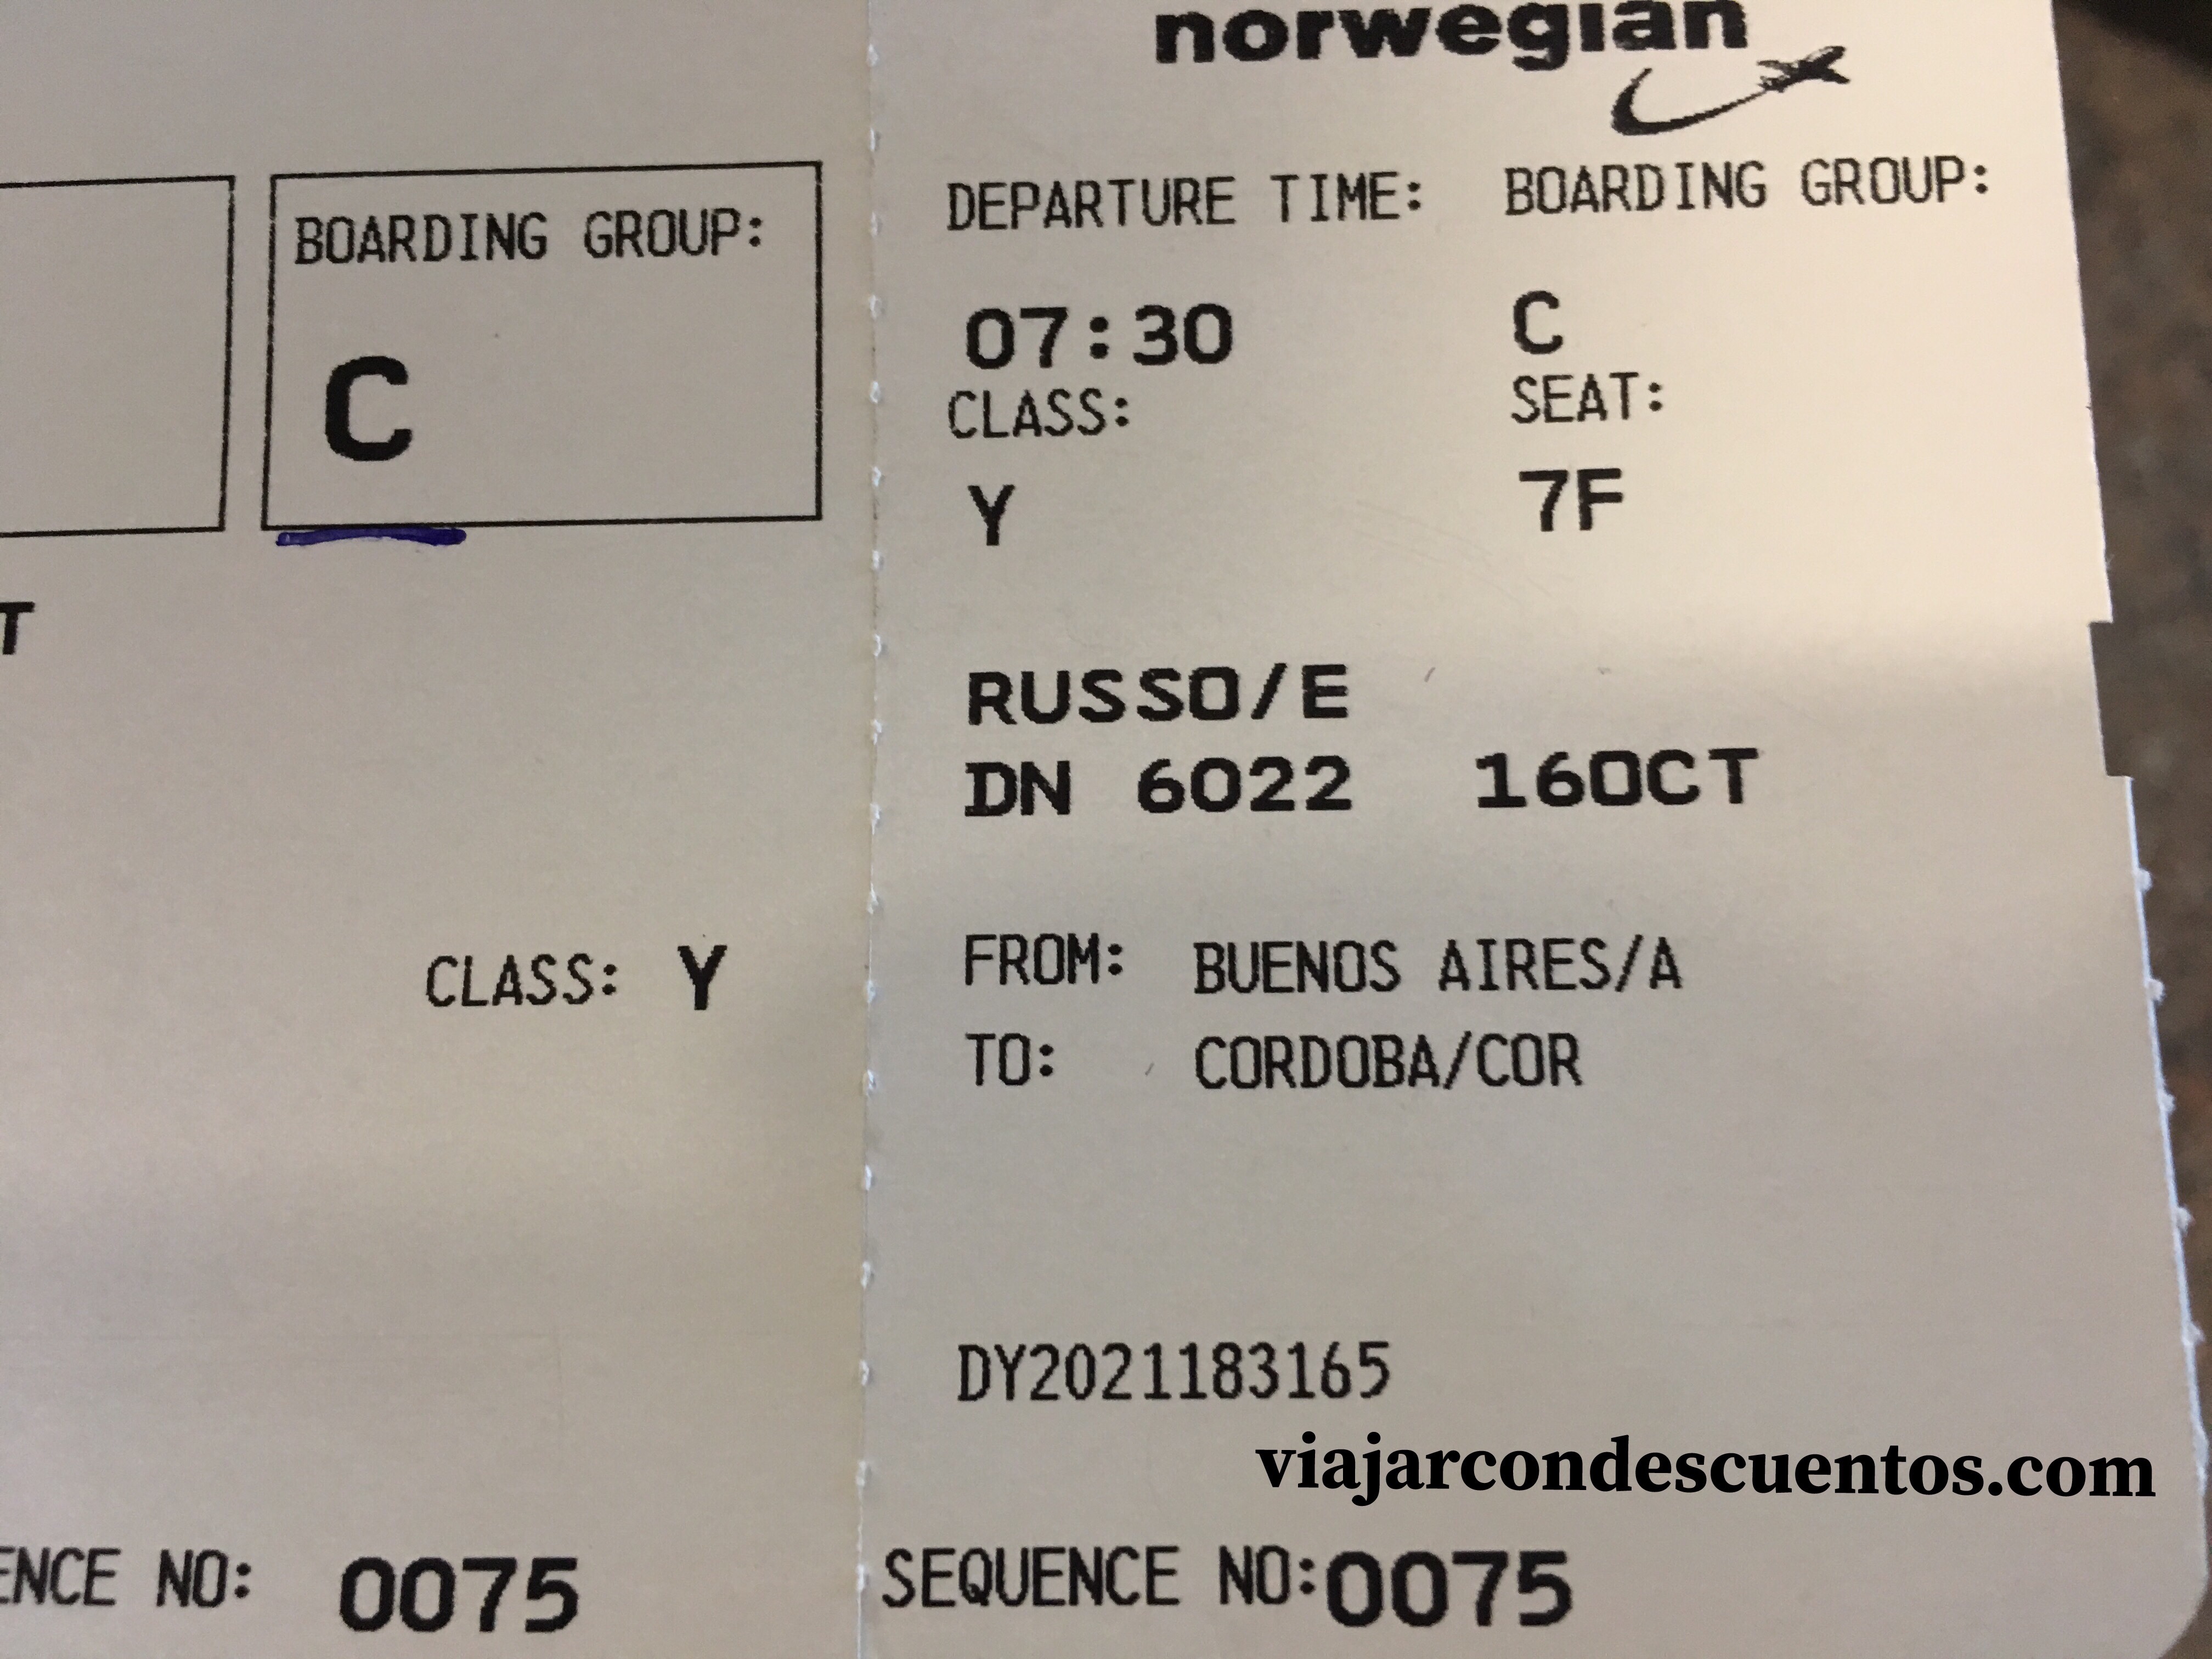 BOARDING GROUP:
C
T
CLASS: Y
ENCE NO: 0075
norwegian
DEPARTURE TIME: BOARDING GROUP:
07:30 C
CLASS: SEAT:
Y 7F
RUSSO/E
DN 6022 16OCT
FROM: BUENOS AIRES/A
TO: CORDOBA/COR
DY2021183165
viajarcondescuentos.com
SEQUENCE NO:0075